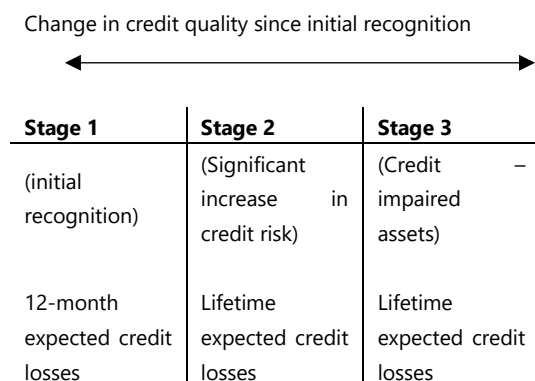 Change in credit quality since initial recognition
Stage 1
Stage 2
Stage 3
(initial
recognition)
(Significant
increase in
credit risk)
(Credit –
impaired
assets)
12-month
expected credit
losses
Lifetime
expected credit
losses
Lifetime
expected credit
losses